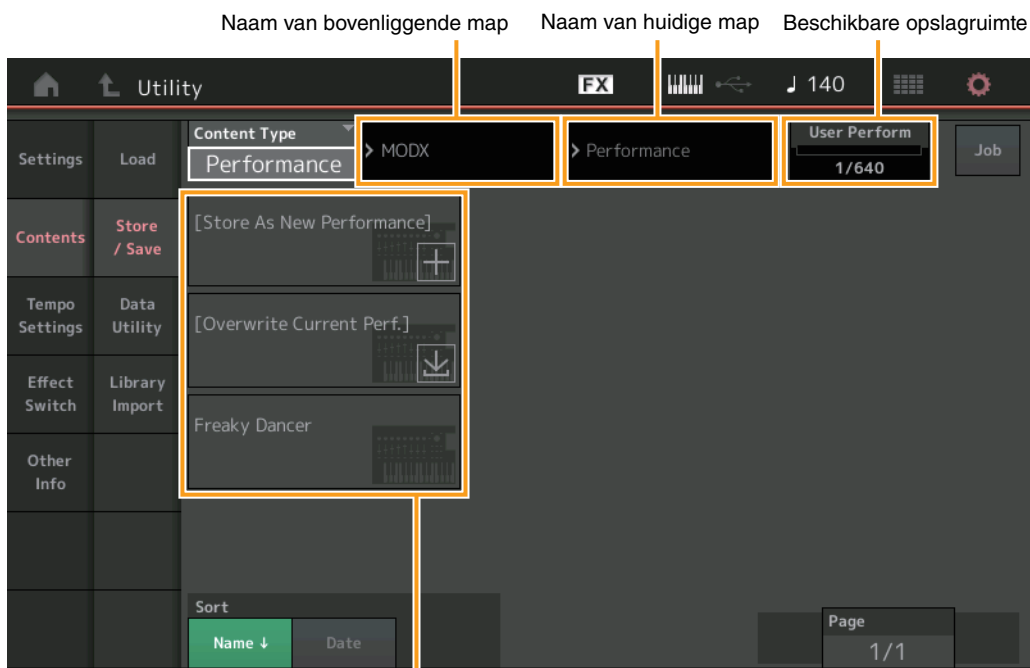 Naam van bovenliggende map
Naam van huidige map
Beschikbare opslagruimte
Utility
FX
140
Settings
Load
Content Type
Performance
> MODX
> Performance
User Perform
1/640
Job
Contents
Store
/ Save
[Store As New Performance]
Tempo
Settings
Data
Utility
[Overwrite Current Perf.]
Effect
Switch
Library
Import
Freaky Dancer
Other
Info
Sort
Name ↓
Date
Page
1/1